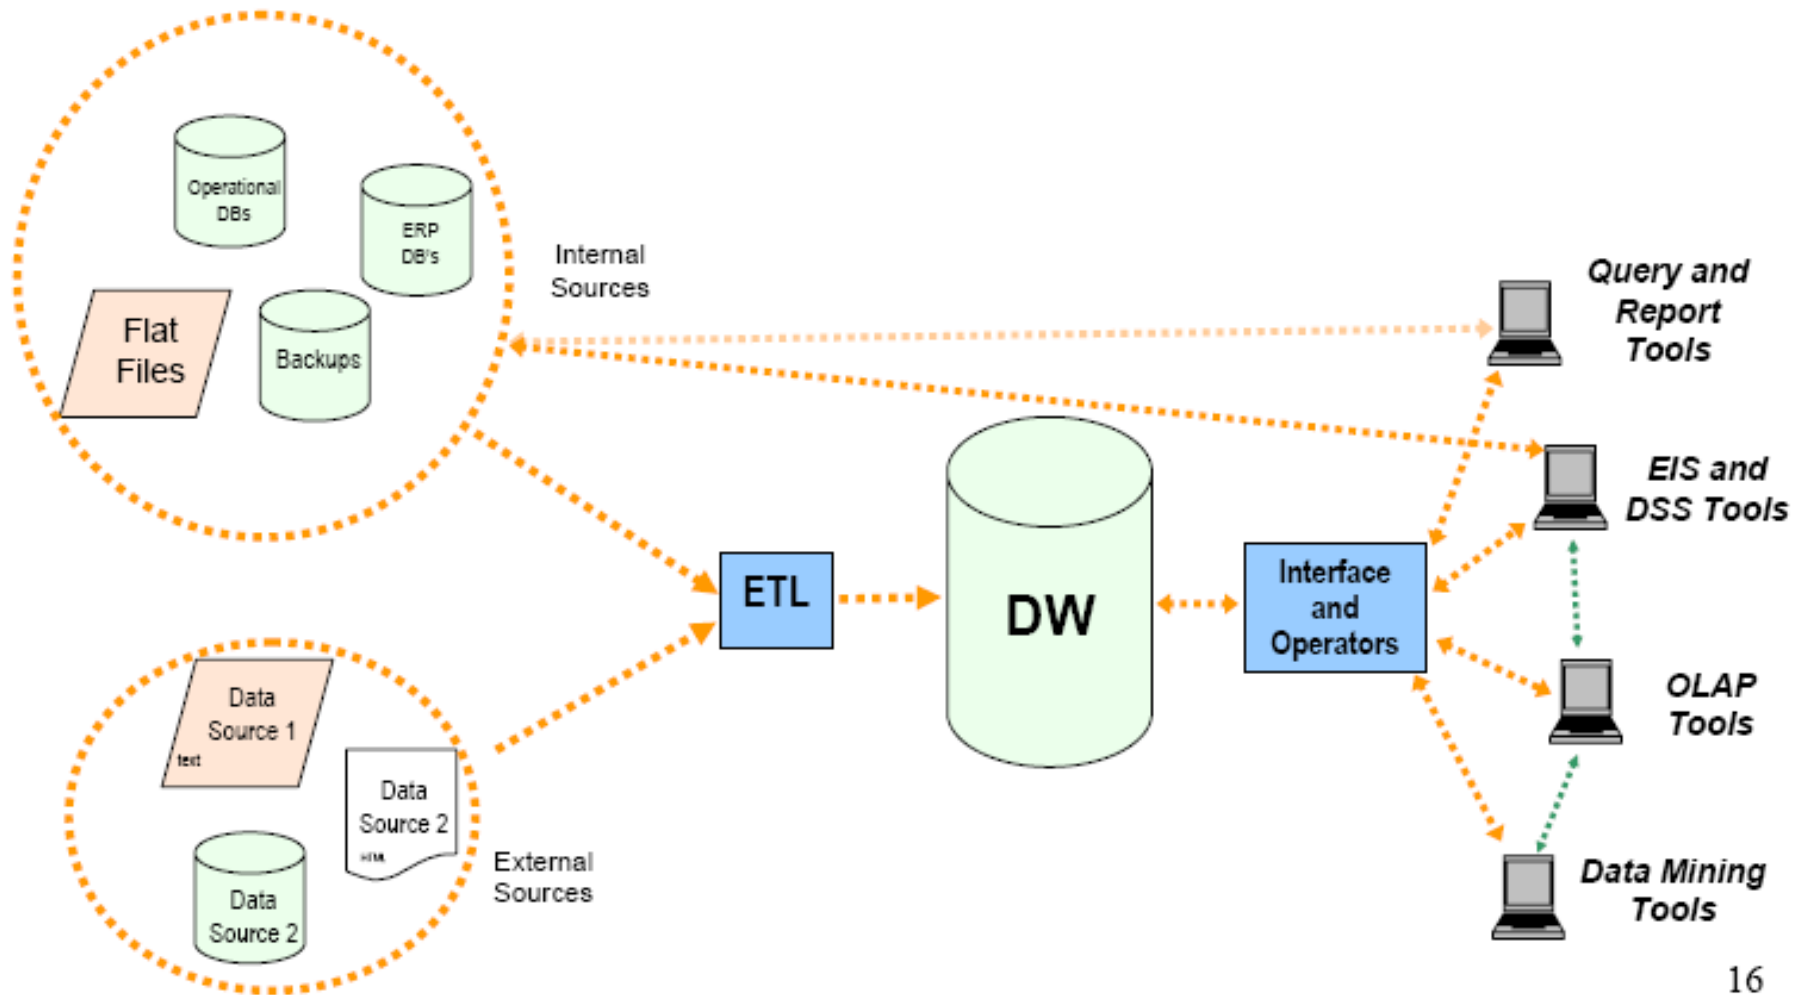 Operational
DBs
ERP
DB's
Internal
Sources
Flat
Files
Backups
Query and
Report
Tools
EIS and
DSS Tools
ETL
DW
Interface
and
Operators
OLAP
Tools
Data
Source 1
text
Data
Source 2
HTML
External
Sources
Data
Source 2
Data Mining
Tools
16